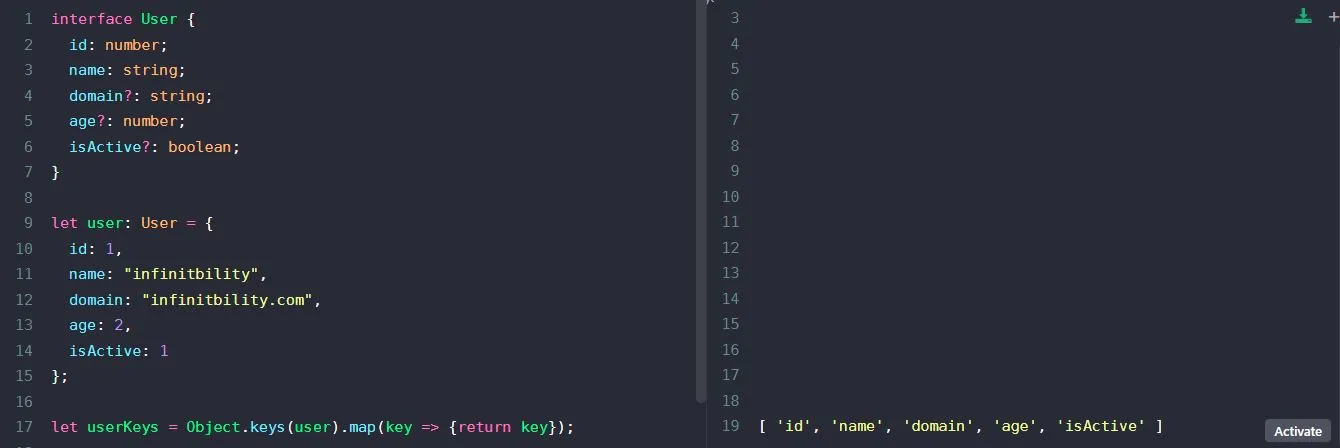 1 interface User {
2   id: number;
3   name: string;
4   domain?: string;
5   age?: number;
6   isActive?: boolean;
7 }
8
9 let user: User = {
10   id: 1,
11   name: "infinitbility",
12   domain: "infinitbility.com",
13   age: 2,
14   isActive: 1
15 };
16
17 let userKeys = Object.keys(user).map(key => {return key});
3
4
5
6
7
8
9
10
11
12
13
14
15
16
17
18
19 [ 'id', 'name', 'domain', 'age', 'isActive' ]
Activate